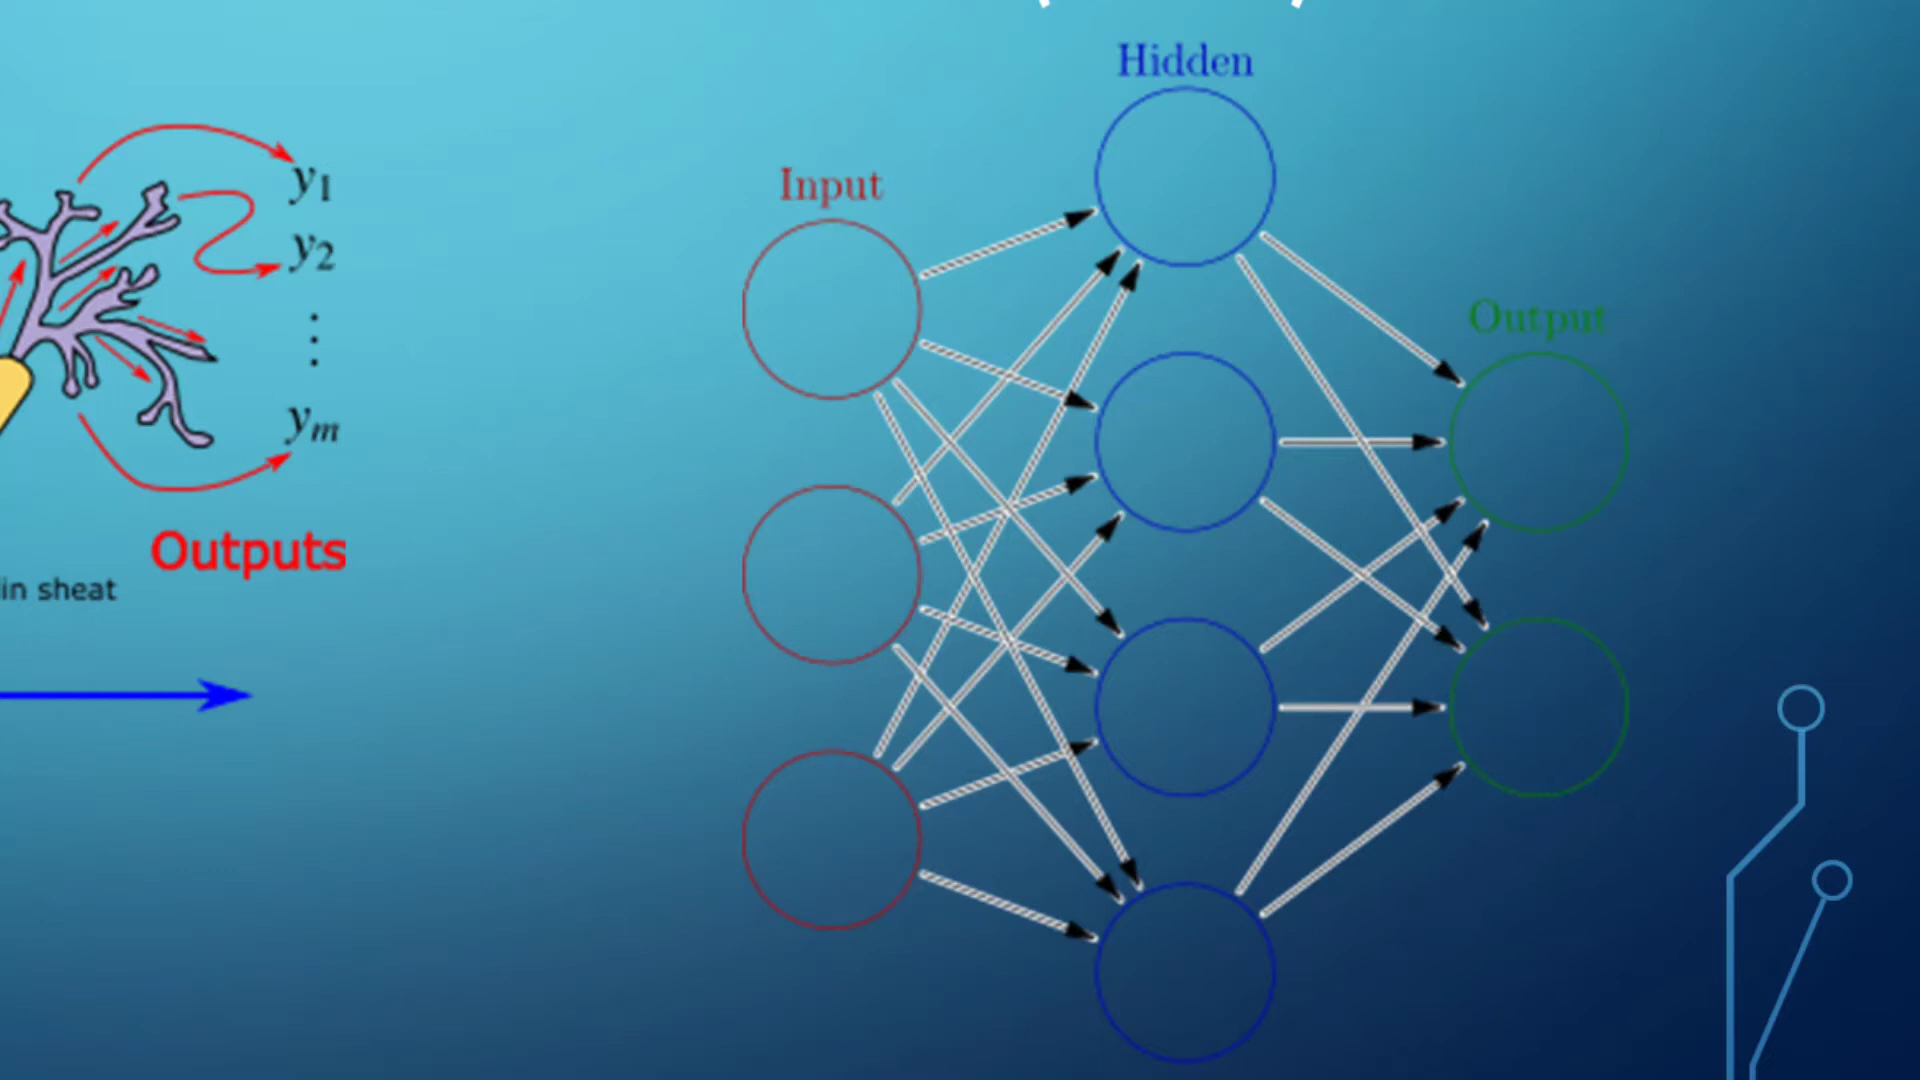 Hidden
Input
Output
y1
y2
⋮
ym
Outputs
in sheat